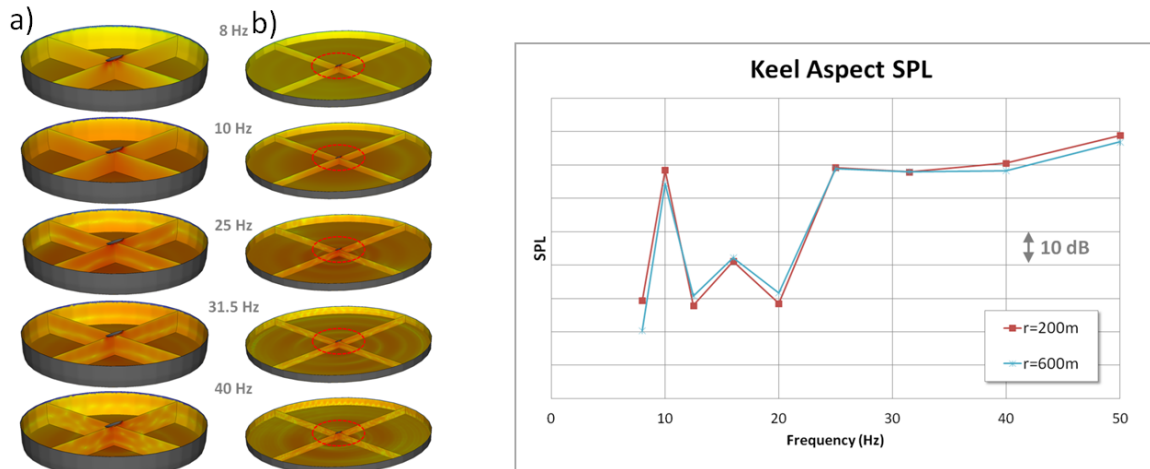 a)
b)
8 Hz
10 Hz
25 Hz
31.5 Hz
40 Hz
Keel Aspect SPL
SPL
10 dB
r=200m
r=600m
0
10
20
30
40
50
Frequency (Hz)